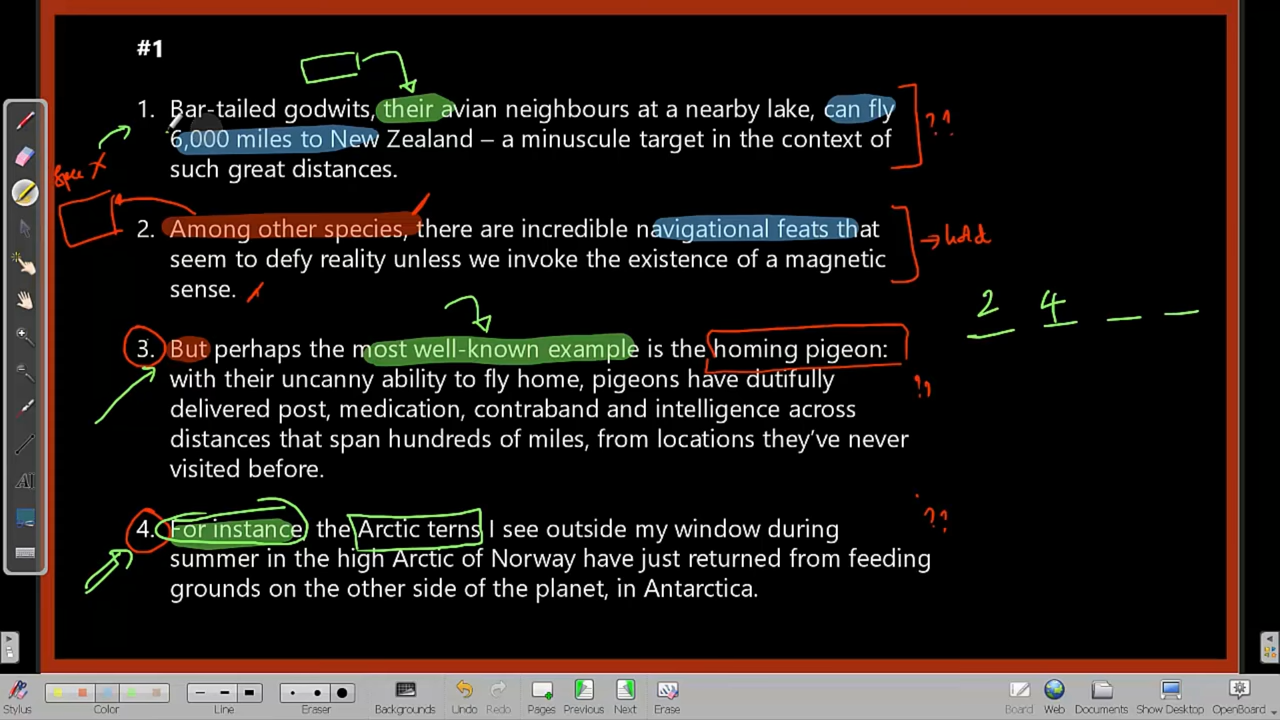 #1
1. Bar-tailed godwits, their avian neighbours at a nearby lake, can fly
6,000 miles to New Zealand – a minuscule target in the context of
such great distances.
??
Spec X
2. Among other species, there are incredible navigational feats that
seem to defy reality unless we invoke the existence of a magnetic
sense.
→ hold
2 4 _ _
3. But perhaps the most well-known example is the homing pigeon:
with their uncanny ability to fly home, pigeons have dutifully
delivered post, medication, contraband and intelligence across
distances that span hundreds of miles, from locations they've never
visited before.
??
4. For instance, the Arctic terns I see outside my window during
summer in the high Arctic of Norway have just returned from feeding
grounds on the other side of the planet, in Antarctica.
??
AI
Stylus Color Line Eraser Backgrounds Undo Redo Pages Previous Next Erase Board Web Documents Show Desktop OpenBoard